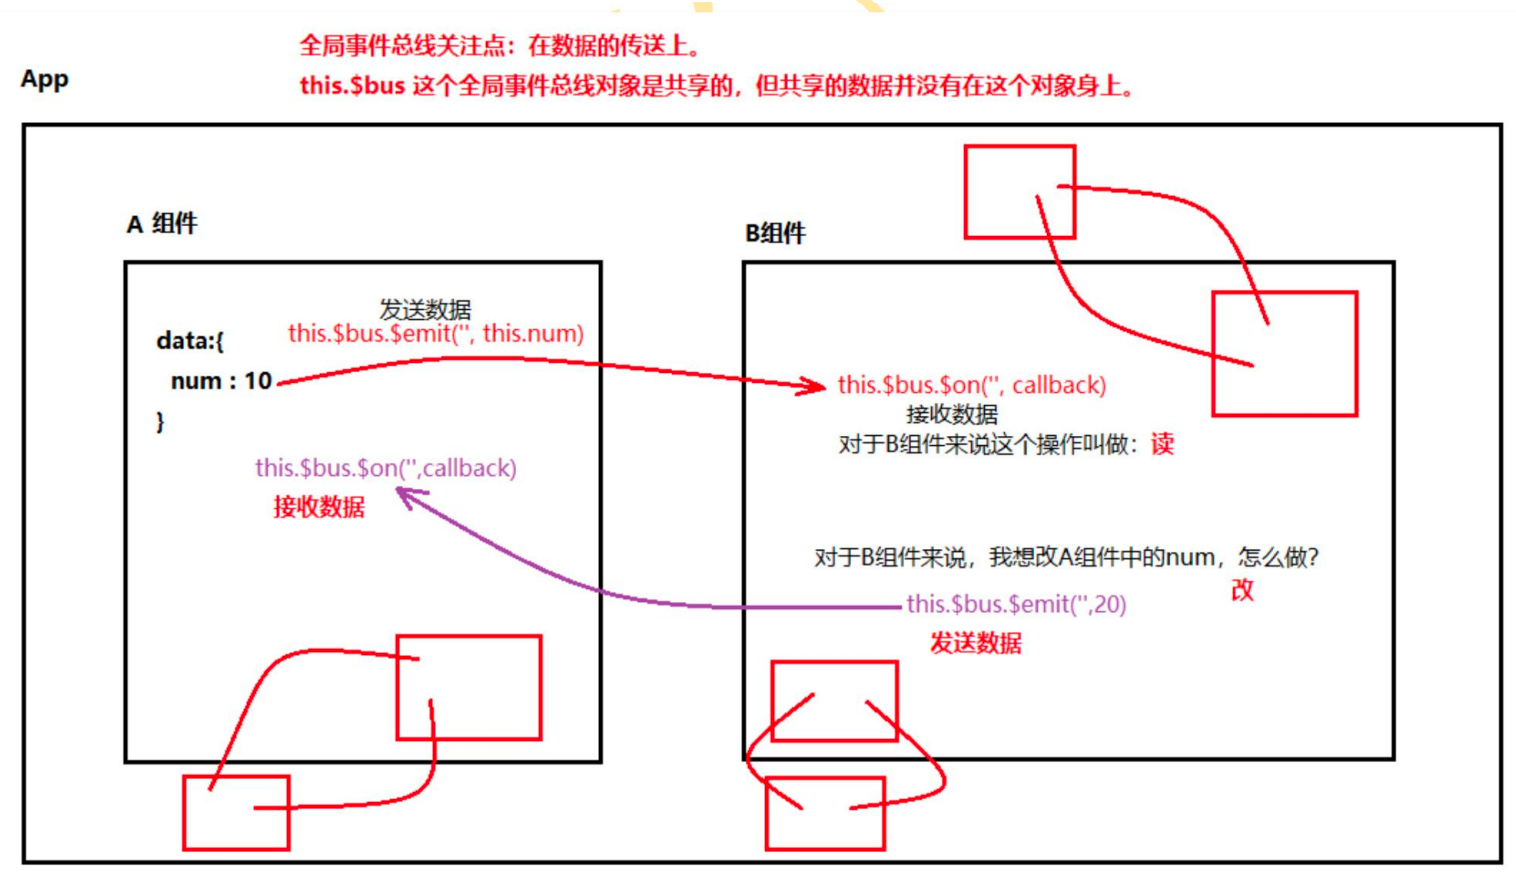 全局事件总线关注点：在数据的传送上。
App
this.$bus 这个全局事件总线对象是共享的，但共享的数据并没有在这个对象身上。
A 组件
B组件
发送数据
data:{
this.$bus.$emit('', this.num)
num : 10
this.$bus.$on('', callback)
}
接收数据
对于B组件来说这个操作叫做：读
this.$bus.$on('',callback)
接收数据
对于B组件来说，我想改A组件中的num，怎么做？
改
this.$bus.$emit('',20)
发送数据